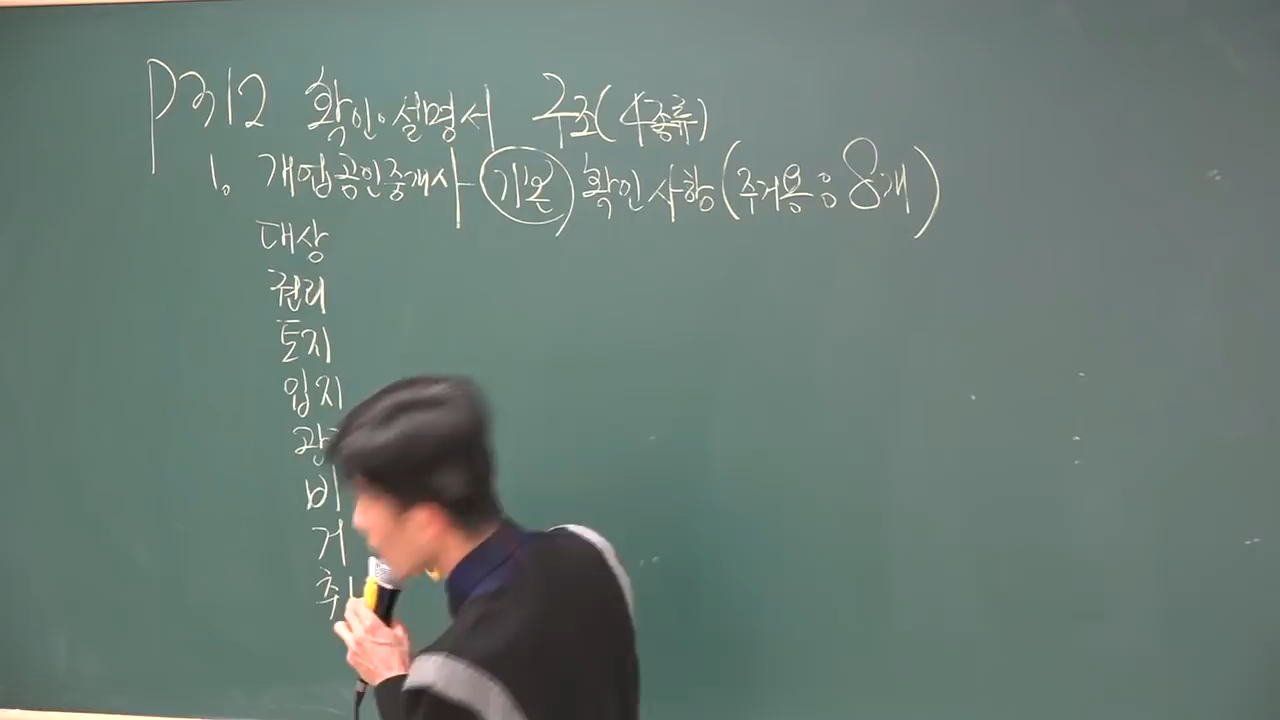 P312 확인·설명서 구조(4종류)
1. 개업공인중개사 기본 확인사항(주거용 : 8개)
대상
권리
토지
입지
관
비
거